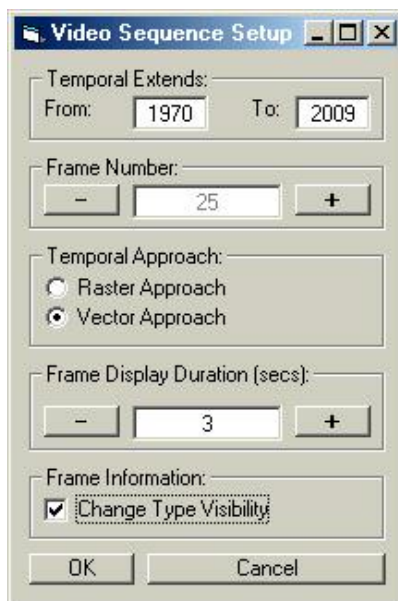 Video Sequence Setup
Temporal Extends:
From: 1970 To: 2009
Frame Number:
- 25 +
Temporal Approach:
Raster Approach
Vector Approach
Frame Display Duration (secs):
- 3 +
Frame Information:
Change Type Visibility
OK Cancel